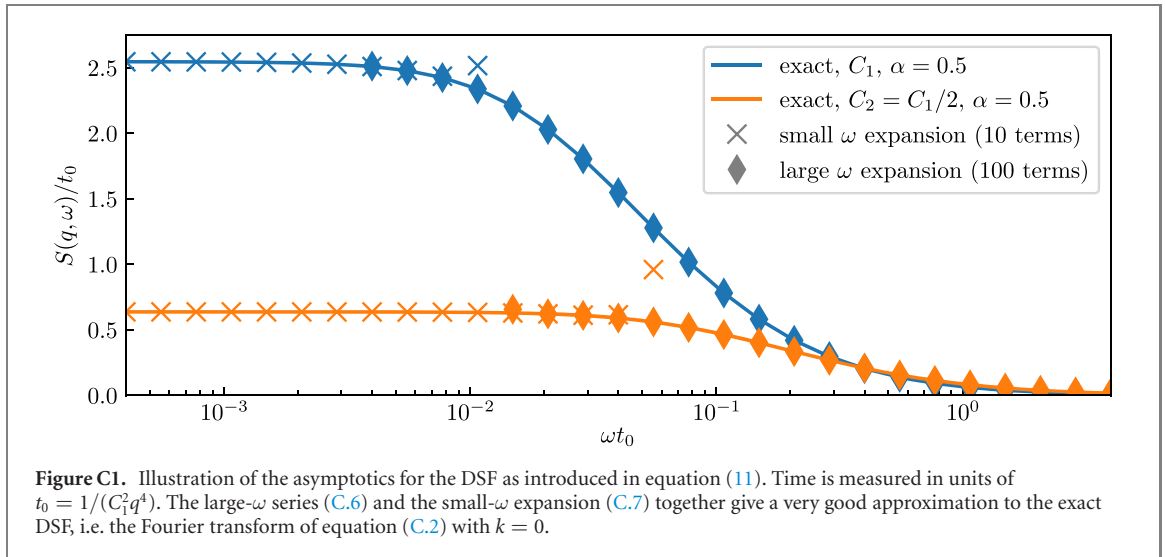 2.5
2.0
1.5
1.0
0.5
0.0
S(q, ω)/t₀
10⁻³
10⁻²
10⁻¹
10⁰
ωt₀
exact, C₁, α = 0.5
exact, C₂ = C₁/2, α = 0.5
small ω expansion (10 terms)
large ω expansion (100 terms)
Figure C1. Illustration of the asymptotics for the DSF as introduced in equation (11). Time is measured in units of
t₀ = 1/(C₁²q⁴). The large-ω series (C.6) and the small-ω expansion (C.7) together give a very good approximation to the exact
DSF, i.e. the Fourier transform of equation (C.2) with k = 0.